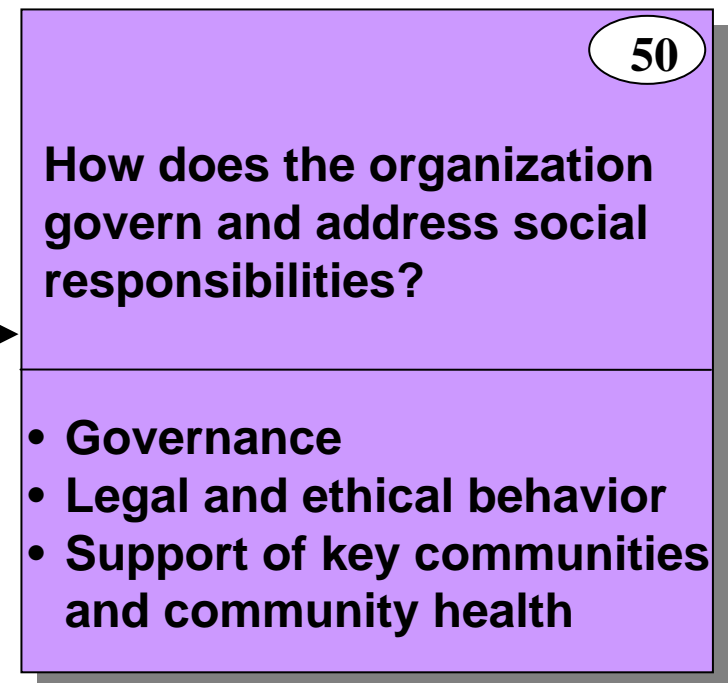 50
How does the organization
govern and address social
responsibilities?
• Governance
• Legal and ethical behavior
• Support of key communities
and community health